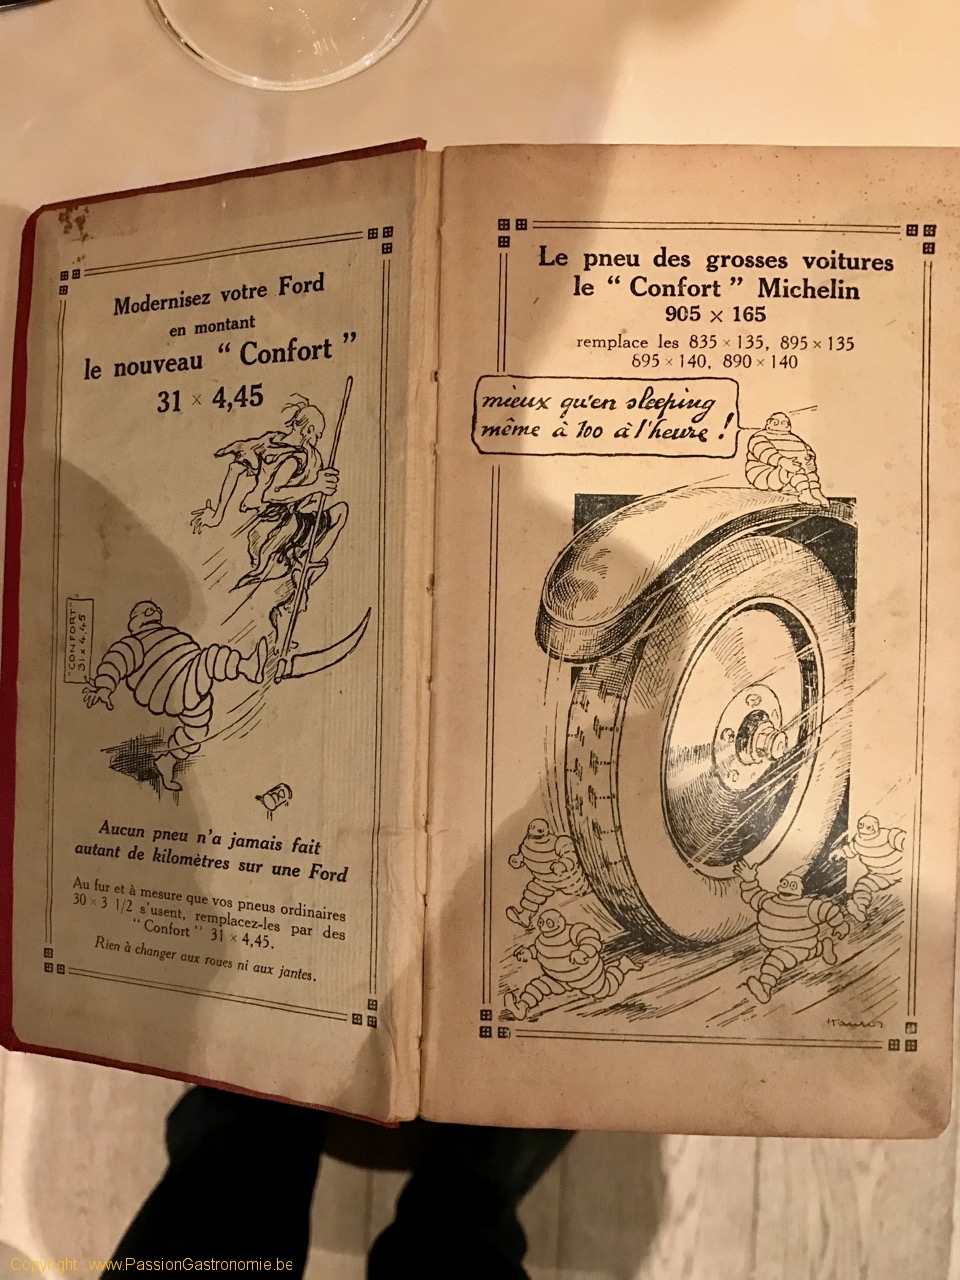 Modernisez votre Ford
en montant
le nouveau " Confort "
31 × 4,45
"CONFORT"
31 x 4.45
Aucun pneu n'a jamais fait
autant de kilomètres sur une Ford
Au fur et à mesure que vos pneus ordinaires
30 × 3 1/2 s'usent, remplacez-les par des
" Confort " 31 × 4,45.
Rien à changer aux roues ni aux jantes.
Le pneu des grosses voitures
le " Confort " Michelin
905 × 165
remplace les 835 × 135, 895 × 135
895 × 140, 890 × 140
mieux qu'en sleeping
même à 100 à l'heure !
Copyright : www.PassionGastronomie.be